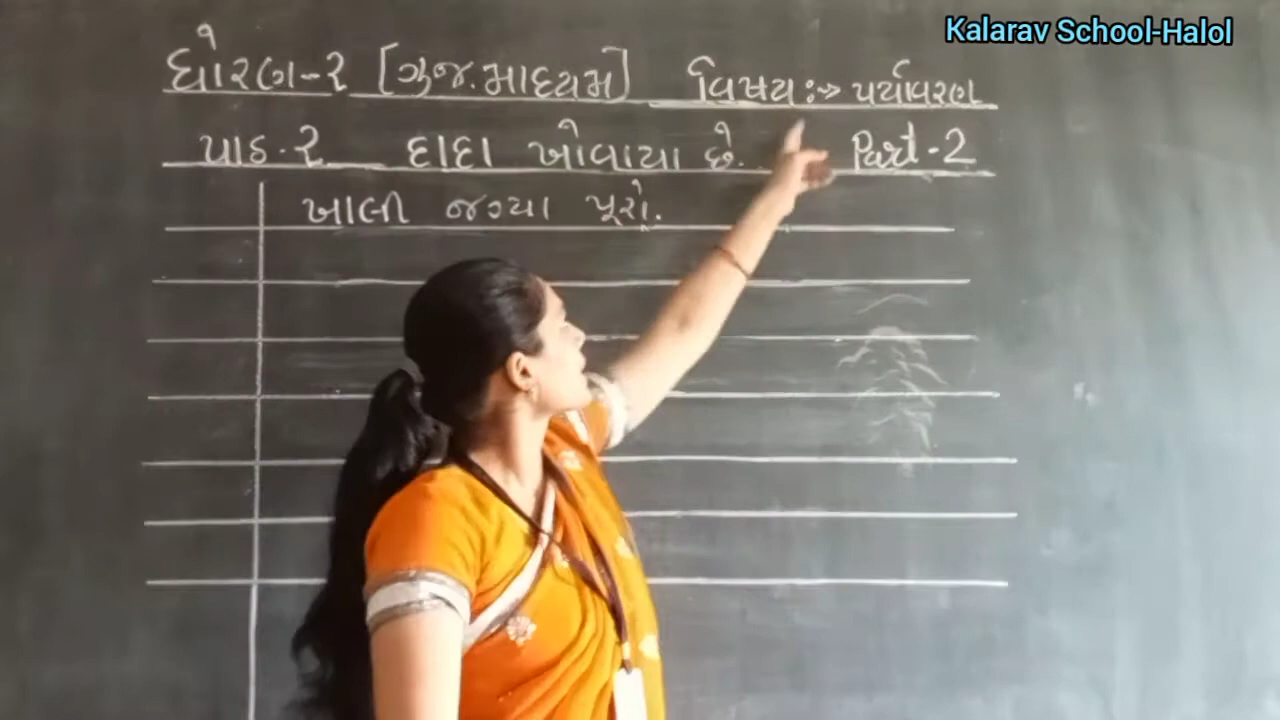 Kalarav School-Halol
ધોરણ-૨ [ગુજ.માધ્યમ] વિષય:-> પર્યાવરણ
પાઠ.૨ દાદા ખોવાયા છે. Part-2
ખાલી જગ્યા પૂરો.